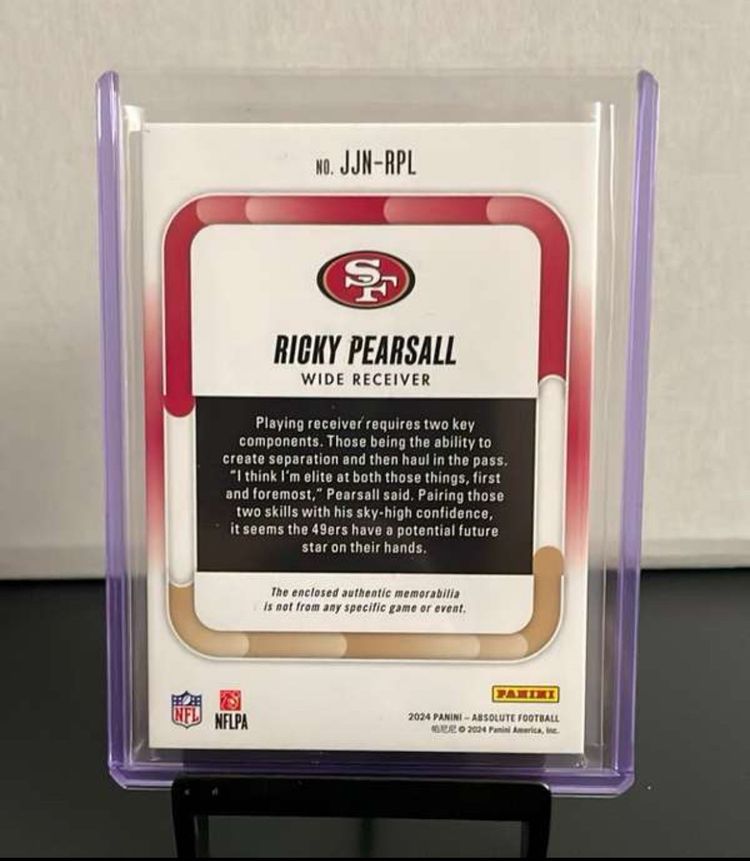 NO. JJN-RPL
SF
RICKY PEARSALL
WIDE RECEIVER
Playing receiver requires two key
components. Those being the ability to
create separation and then haul in the pass.
"I think I'm elite at both those things, first
and foremost," Pearsall said. Pairing those
two skills with his sky-high confidence,
it seems the 49ers have a potential future
star on their hands.
The enclosed authentic memorabilia
is not from any specific game or event.
NFL
NFLPA
PANINI
2024 PANINI – ABSOLUTE FOOTBALL
帕尼尼 © 2024 Panini America, Inc.